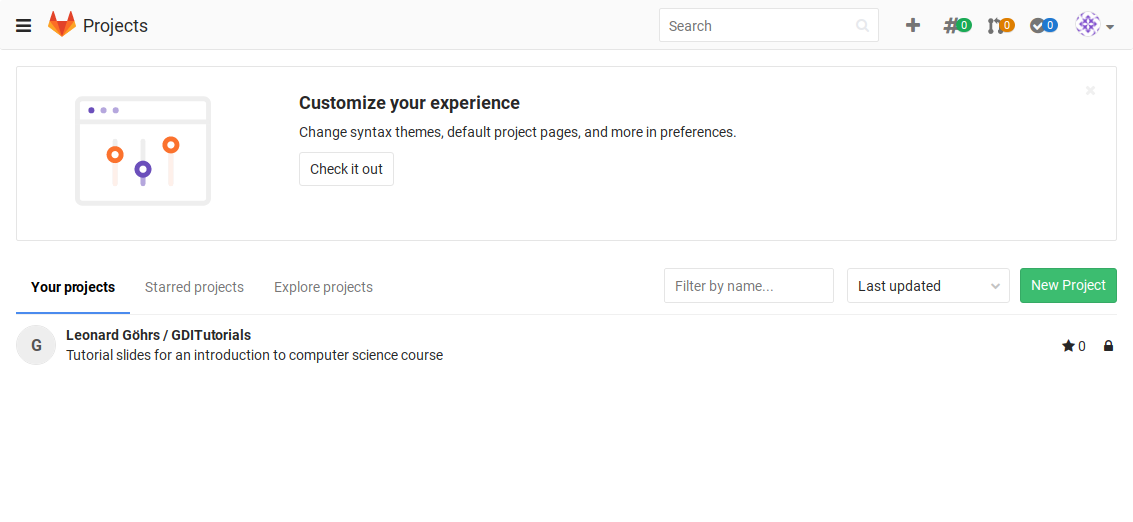 Projects
Search
0
0
0
Customize your experience
Change syntax themes, default project pages, and more in preferences.
Check it out
Your projects
Starred projects
Explore projects
Filter by name...
Last updated
New Project
G
Leonard Göhrs / GDITutorials
Tutorial slides for an introduction to computer science course
0